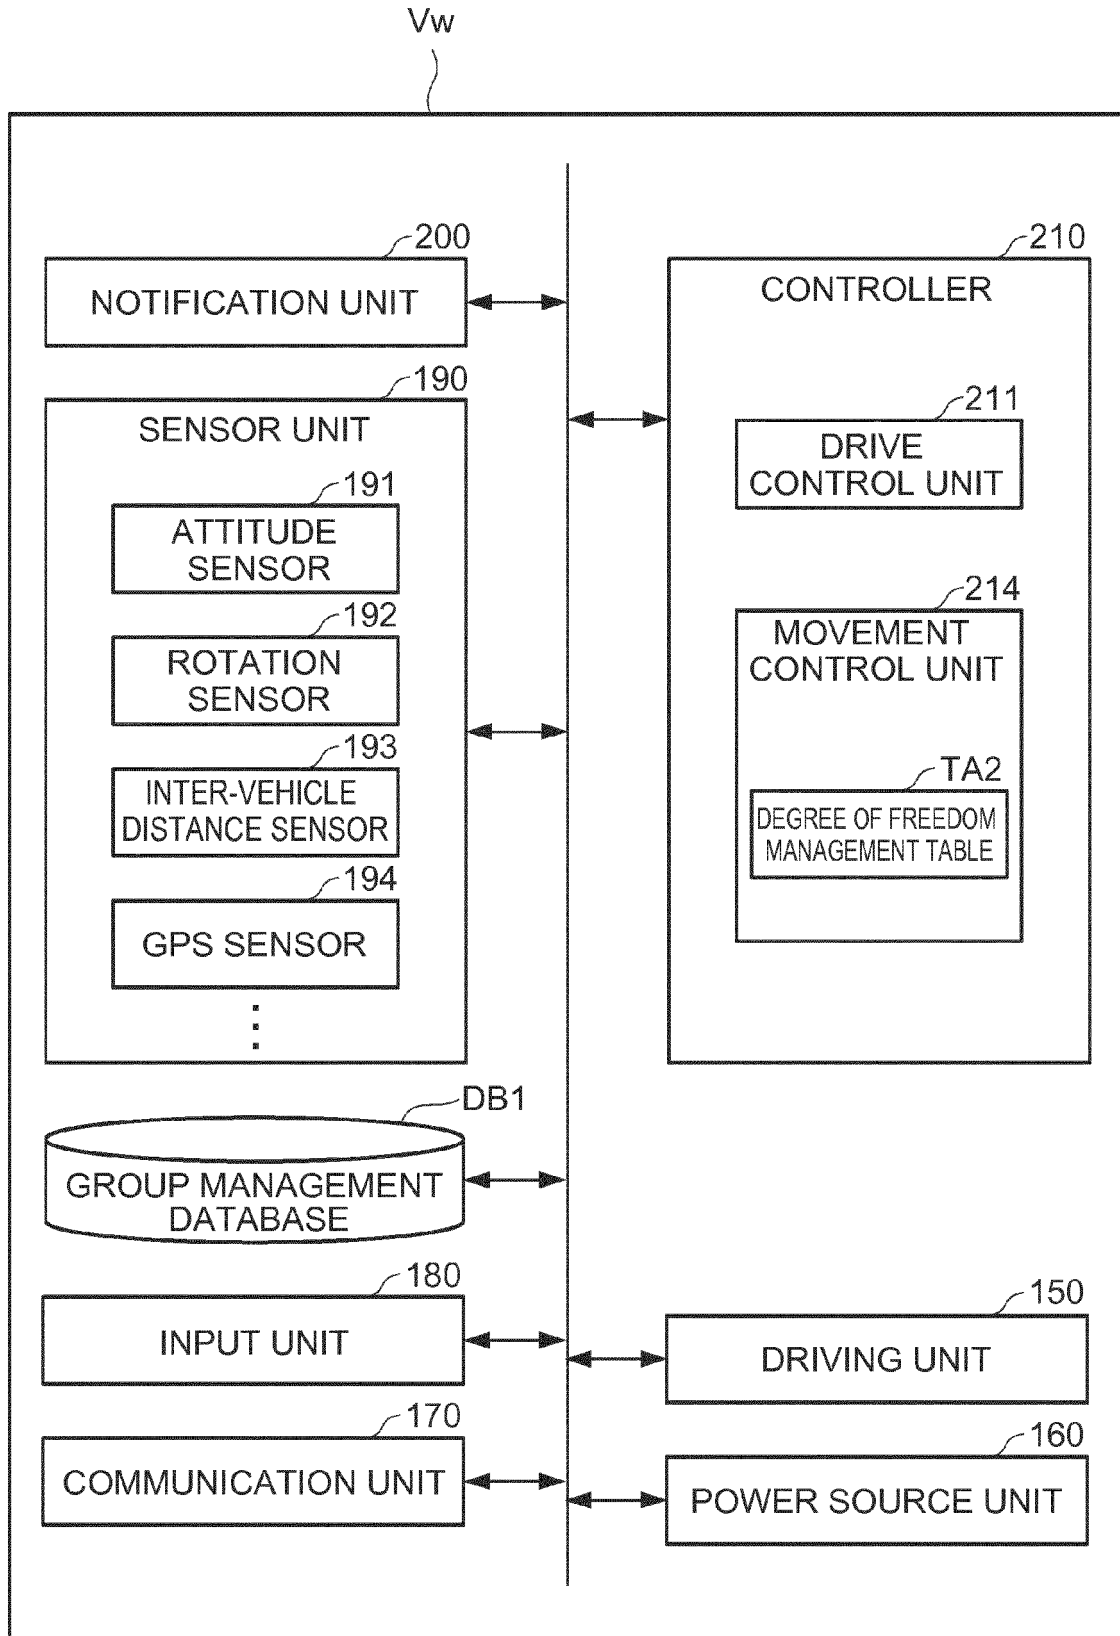 Vw
200
NOTIFICATION UNIT
190
SENSOR UNIT
191
ATTITUDE
SENSOR
192
ROTATION
SENSOR
193
INTER-VEHICLE
DISTANCE SENSOR
194
GPS SENSOR
DB1
GROUP MANAGEMENT
DATABASE
180
INPUT UNIT
170
COMMUNICATION UNIT
210
CONTROLLER
211
DRIVE
CONTROL UNIT
214
MOVEMENT
CONTROL UNIT
TA2
DEGREE OF FREEDOM
MANAGEMENT TABLE
150
DRIVING UNIT
160
POWER SOURCE UNIT